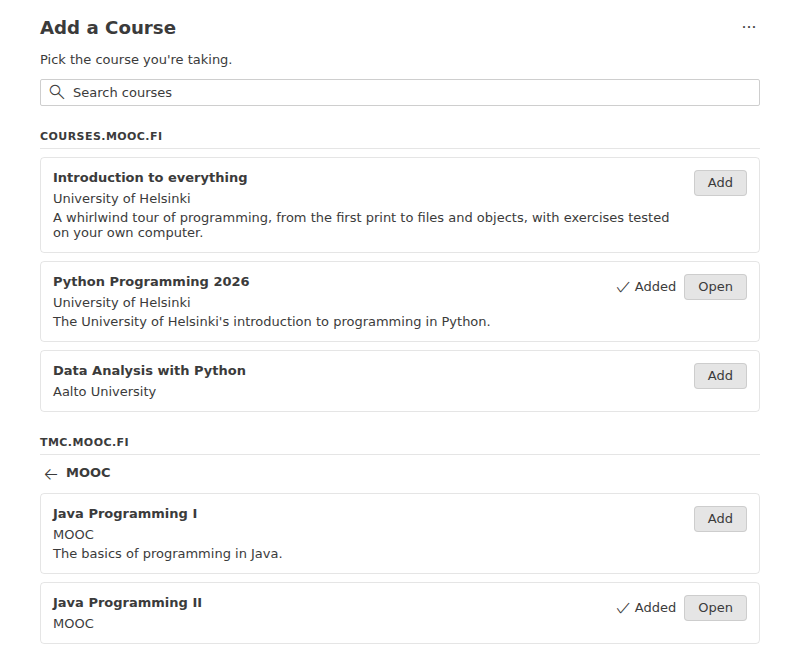 Add a Course
Pick the course you're taking.
Search courses
COURSES.MOOC.FI
Introduction to everything
Add
University of Helsinki
A whirlwind tour of programming, from the first print to files and objects, with exercises tested
on your own computer.
Python Programming 2026
Added Open
University of Helsinki
The University of Helsinki's introduction to programming in Python.
Data Analysis with Python
Add
Aalto University
TMC.MOOC.FI
MOOC
Java Programming I
Add
MOOC
The basics of programming in Java.
Java Programming II
Added Open
MOOC